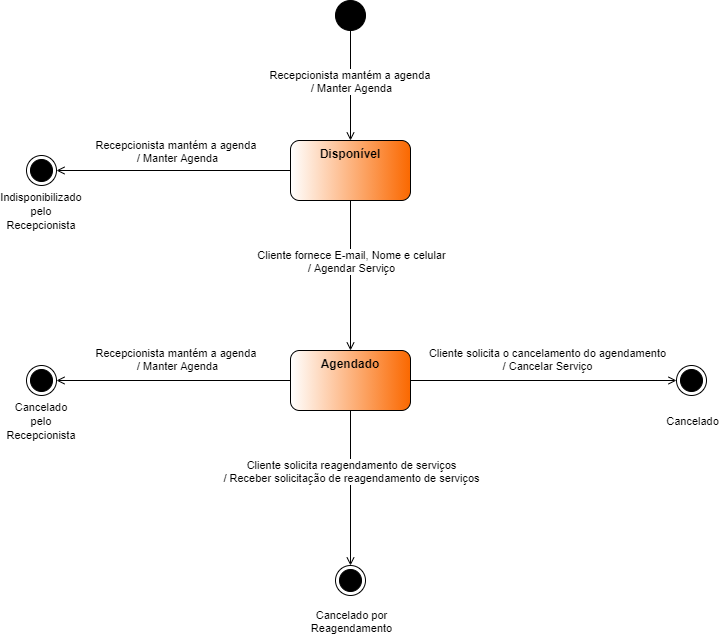 Recepcionista mantém a agenda
/ Manter Agenda
Recepcionista mantém a agenda
/ Manter Agenda
Disponível
Indisponibilizado
pelo
Recepcionista
Cliente fornece E-mail, Nome e celular
/ Agendar Serviço
Recepcionista mantém a agenda
/ Manter Agenda
Agendado
Cliente solicita o cancelamento do agendamento
/ Cancelar Serviço
Cancelado
pelo
Recepcionista
Cancelado
Cliente solicita reagendamento de serviços
/ Receber solicitação de reagendamento de serviços
Cancelado por
Reagendamento